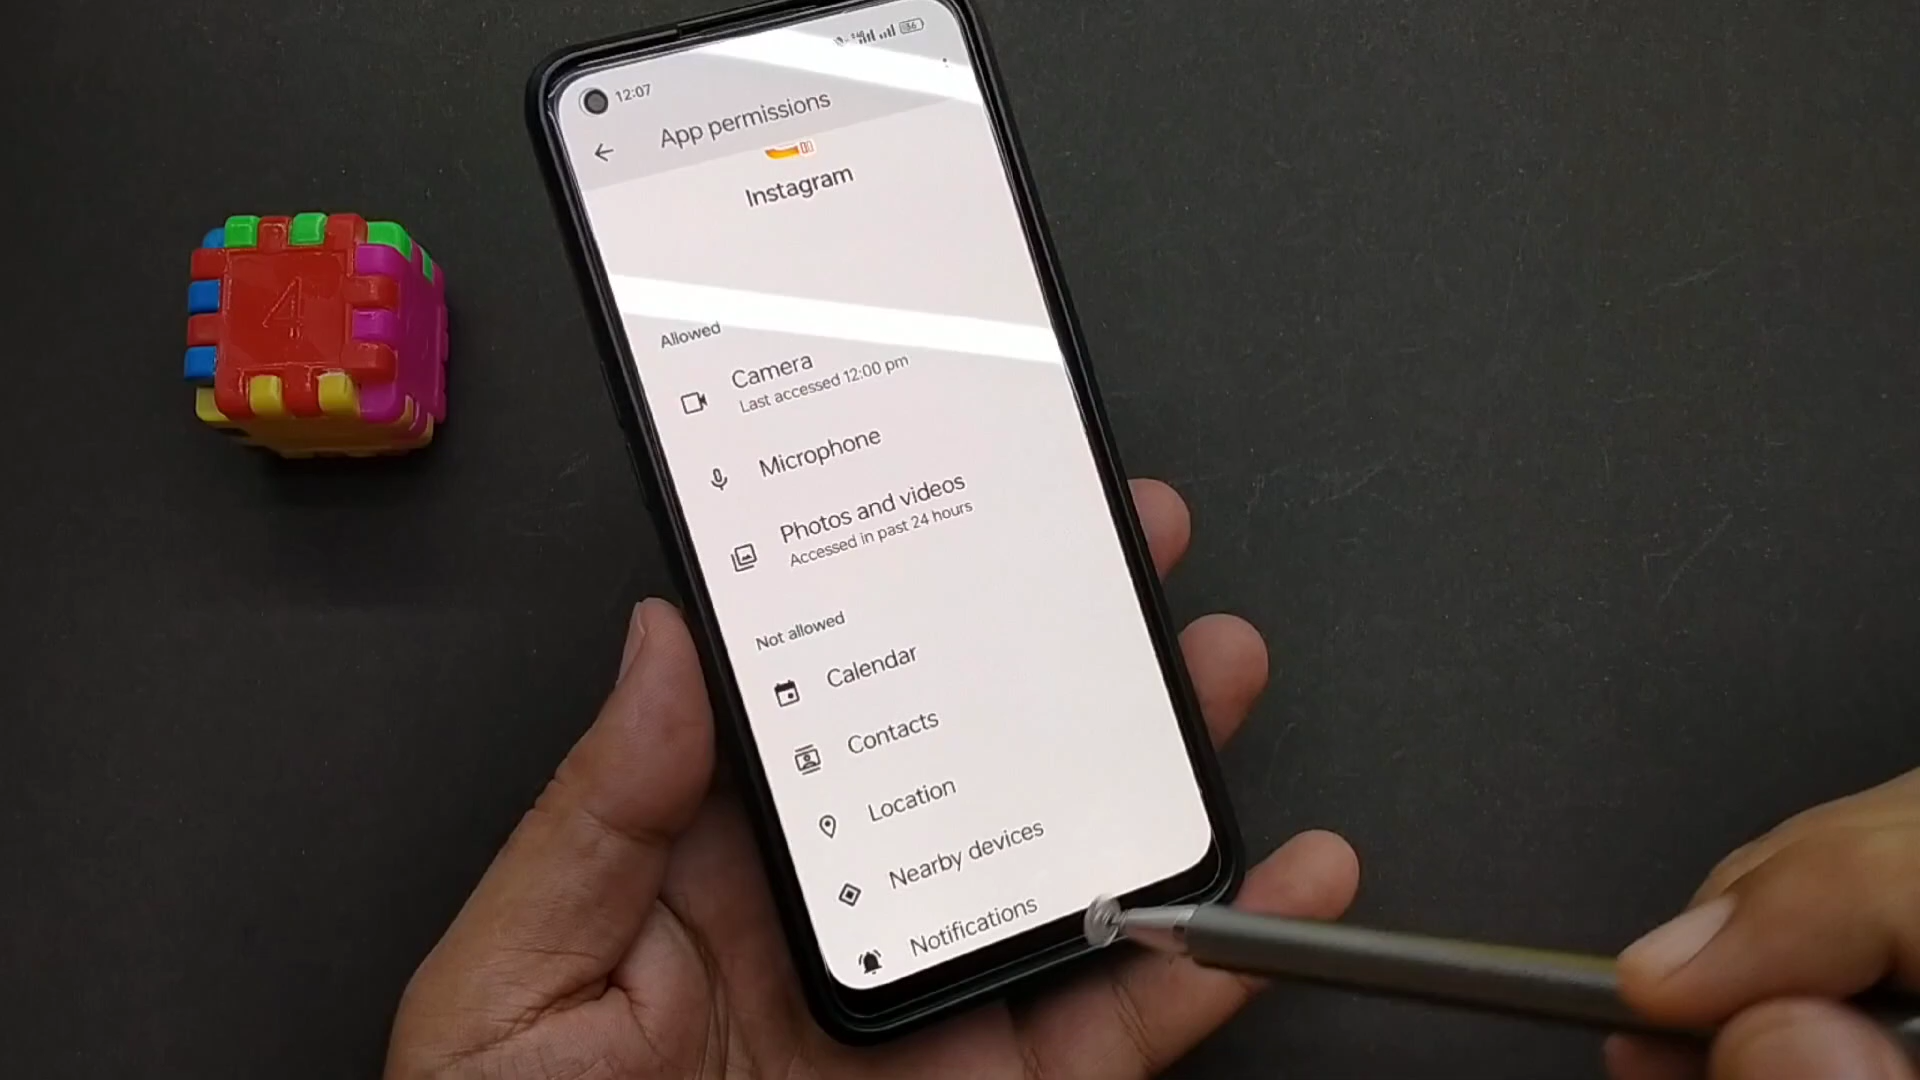 12:07
App permissions
Instagram
Allowed
Camera
Last accessed 12:00 pm
Microphone
Photos and videos
Accessed in past 24 hours
Not allowed
Calendar
Contacts
Location
Nearby devices
Notifications
4